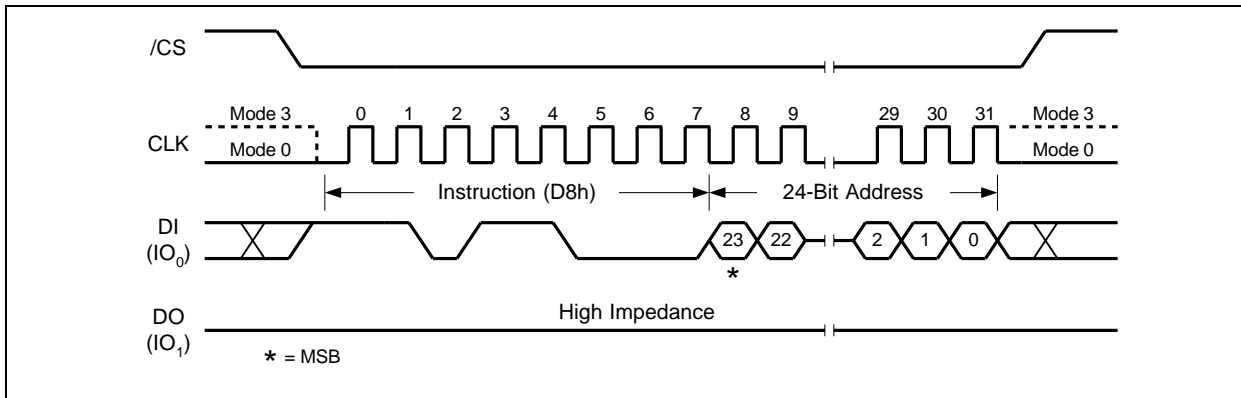 /CS
Mode 3 0 1 2 3 4 5 6 7 8 9 29 30 31 Mode 3
CLK
Mode 0 Mode 0
Instruction (D8h) 24-Bit Address
DI
(IO0)
23 22 2 1 0
*
High Impedance
DO
(IO1)
* = MSB